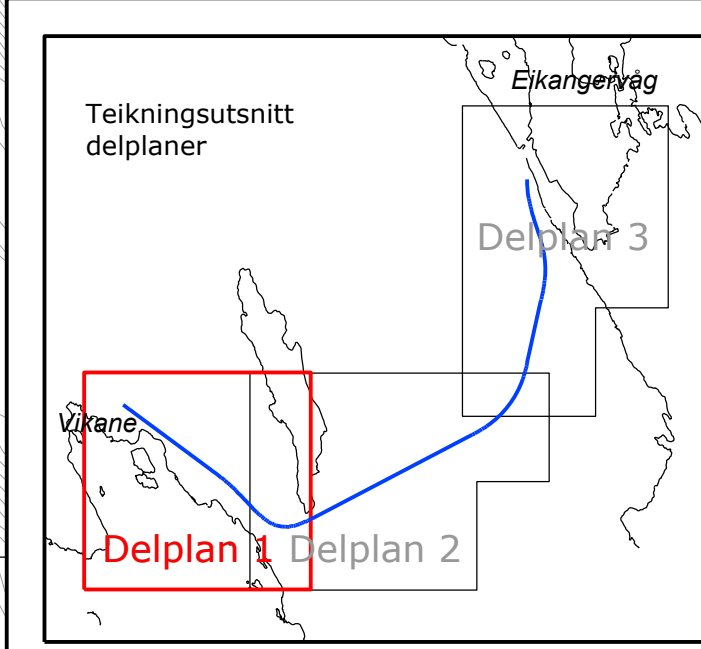 Eikangervåg
Teikningsutsnitt
delplaner
Delplan 3
Vikane
Delplan 1
Delplan 2